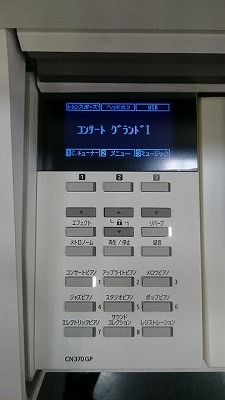 トランスポーズ ヘッドホン USB
コンサート グランド1
1 C.チューナー 2 メニュー 3 ミュージック
1 2 3
エフェクト リバーブ
メトロノーム 再生 / 停止 録音
コンサートピアノ アップライトピアノ メロウピアノ
1 2 3
ジャズピアノ スタジオピアノ ポップピアノ
4 5 6
エレクトリックピアノ サウンド コレクション レジストレーション
7 8
CN370GP